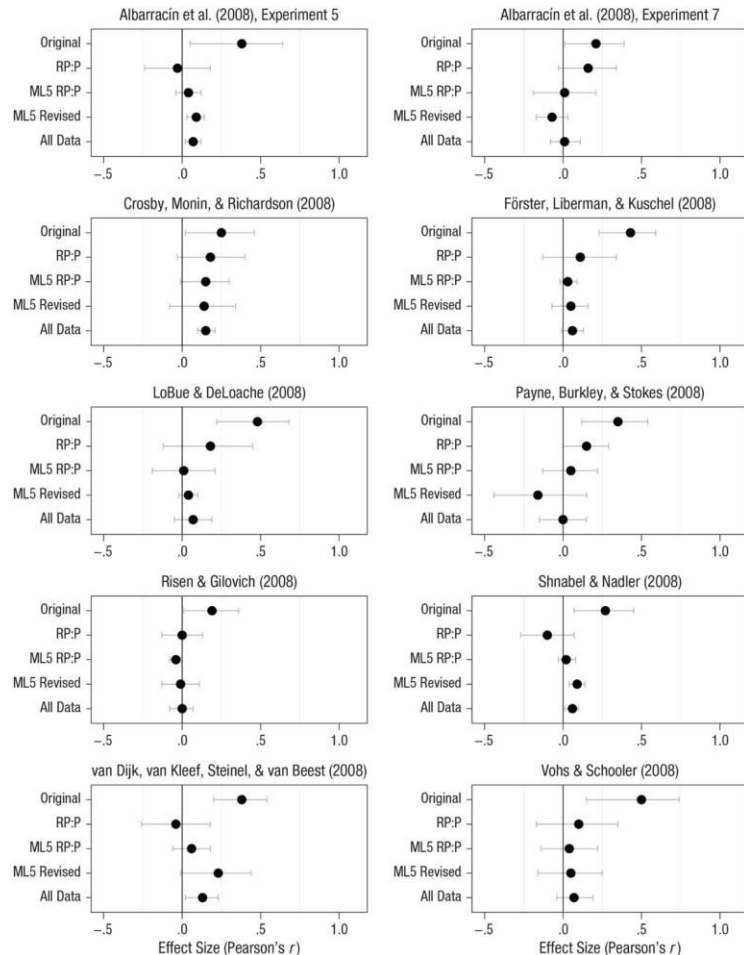 Albarracín et al. (2008), Experiment 5
Original
RP:P
ML5 RP:P
ML5 Revised
All Data
–.5 .0 .5 1.0
Albarracín et al. (2008), Experiment 7
Original
RP:P
ML5 RP:P
ML5 Revised
All Data
–.5 .0 .5 1.0
Crosby, Monin, & Richardson (2008)
Original
RP:P
ML5 RP:P
ML5 Revised
All Data
–.5 .0 .5 1.0
Förster, Liberman, & Kuschel (2008)
Original
RP:P
ML5 RP:P
ML5 Revised
All Data
–.5 .0 .5 1.0
LoBue & DeLoache (2008)
Original
RP:P
ML5 RP:P
ML5 Revised
All Data
–.5 .0 .5 1.0
Payne, Burkley, & Stokes (2008)
Original
RP:P
ML5 RP:P
ML5 Revised
All Data
–.5 .0 .5 1.0
Risen & Gilovich (2008)
Original
RP:P
ML5 RP:P
ML5 Revised
All Data
–.5 .0 .5 1.0
Shnabel & Nadler (2008)
Original
RP:P
ML5 RP:P
ML5 Revised
All Data
–.5 .0 .5 1.0
van Dijk, van Kleef, Steinel, & van Beest (2008)
Original
RP:P
ML5 RP:P
ML5 Revised
All Data
–.5 .0 .5 1.0
Effect Size (Pearson's r)
Vohs & Schooler (2008)
Original
RP:P
ML5 RP:P
ML5 Revised
All Data
–.5 .0 .5 1.0
Effect Size (Pearson's r)